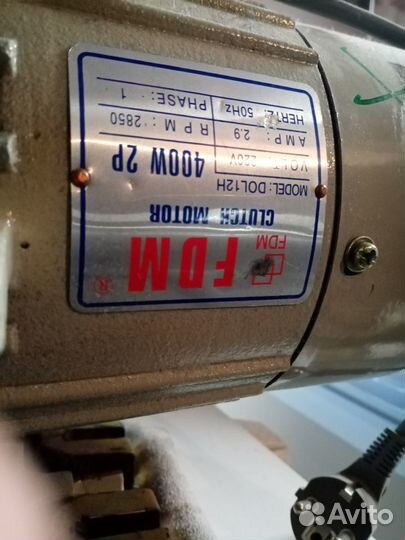 FDM
FDM
®
CLUTCH MOTOR
MODEL: DOL12H
VOLT: 220V 400W 2P
AMP: 2.9 RPM: 2850
HERTZ: 50Hz PHASE: 1
Avito